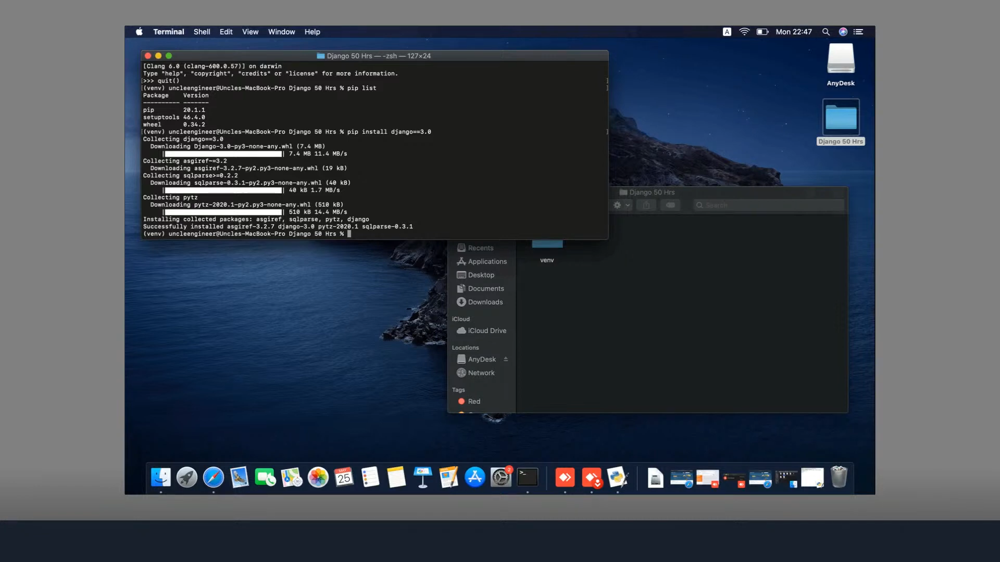 Terminal Shell Edit View Window Help
A Mon 22:47
Django 50 Hrs — -zsh — 127×24
[Clang 6.0 (clang-600.0.57)] on darwin
Type "help", "copyright", "credits" or "license" for more information.
[>>> quit() ]
[(venv) uncleengineer@Uncles-MacBook-Pro Django 50 Hrs % pip list ]
Package Version
---------- -------
pip 20.1.1
setuptools 46.4.0
wheel 0.34.2
[(venv) uncleengineer@Uncles-MacBook-Pro Django 50 Hrs % pip install django==3.0 ]
Collecting django==3.0
Downloading Django-3.0-py3-none-any.whl (7.4 MB)
| | 7.4 MB 11.4 MB/s
Collecting asgiref~=3.2
Downloading asgiref-3.2.7-py2.py3-none-any.whl (19 kB)
Collecting sqlparse>=0.2.2
Downloading sqlparse-0.3.1-py2.py3-none-any.whl (40 kB)
| | 40 kB 1.7 MB/s
Collecting pytz
Downloading pytz-2020.1-py2.py3-none-any.whl (510 kB)
| | 510 kB 14.4 MB/s
Installing collected packages: asgiref, sqlparse, pytz, django
Successfully installed asgiref-3.2.7 django-3.0 pytz-2020.1 sqlparse-0.3.1
(venv) uncleengineer@Uncles-MacBook-Pro Django 50 Hrs %
AnyDesk
Django 50 Hrs
Django 50 Hrs
Search
Recents
Applications
Desktop
Documents
Downloads
iCloud
iCloud Drive
Locations
AnyDesk
Network
Tags
Red
venv
MAY
25
2
>_